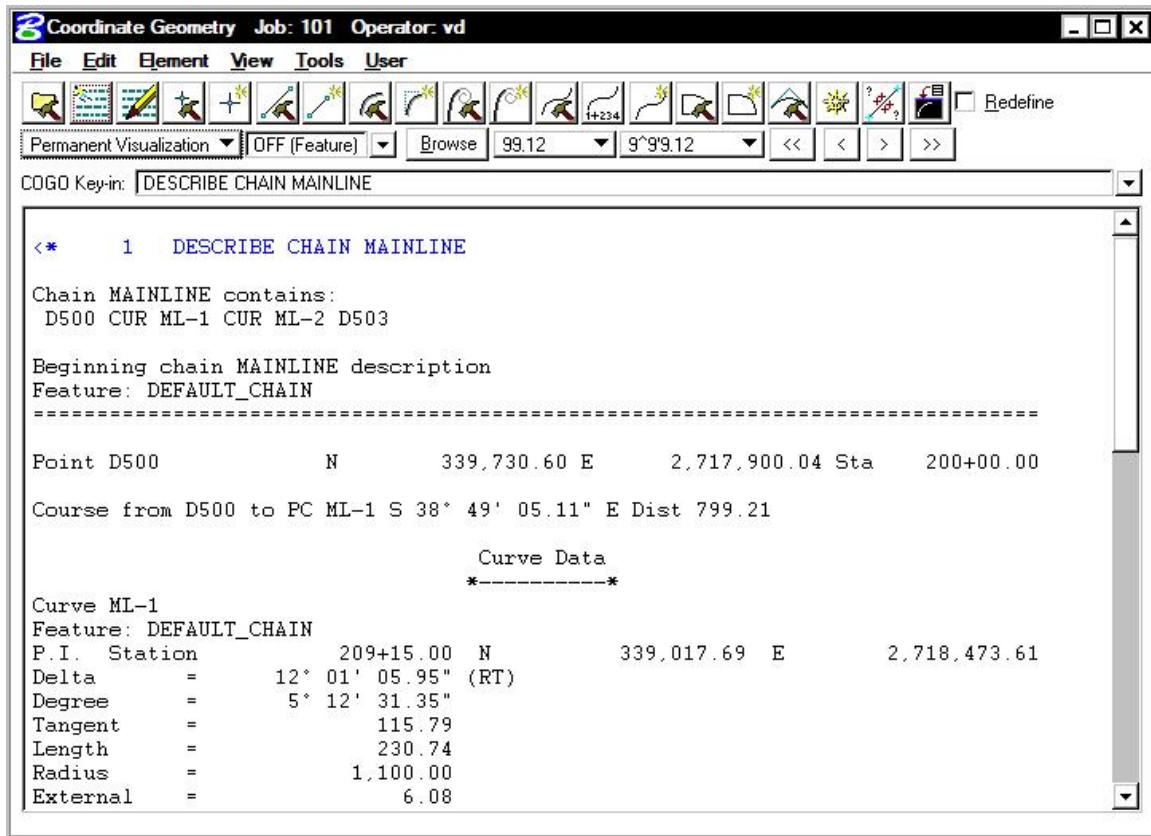 Coordinate Geometry Job: 101 Operator: vd
File Edit Element View Tools User
1+234
Redefine
Permanent Visualization OFF (Feature) Browse 99.12 9^9'9.12 << < > >>
COGO Key-in: DESCRIBE CHAIN MAINLINE
<* 1 DESCRIBE CHAIN MAINLINE
Chain MAINLINE contains:
D500 CUR ML-1 CUR ML-2 D503
Beginning chain MAINLINE description
Feature: DEFAULT_CHAIN
===============================================================================
Point D500 N 339,730.60 E 2,717,900.04 Sta 200+00.00
Course from D500 to PC ML-1 S 38° 49' 05.11" E Dist 799.21
Curve Data
*----------*
Curve ML-1
Feature: DEFAULT_CHAIN
P.I. Station 209+15.00 N 339,017.69 E 2,718,473.61
Delta = 12° 01' 05.95" (RT)
Degree = 5° 12' 31.35"
Tangent = 115.79
Length = 230.74
Radius = 1,100.00
External = 6.08